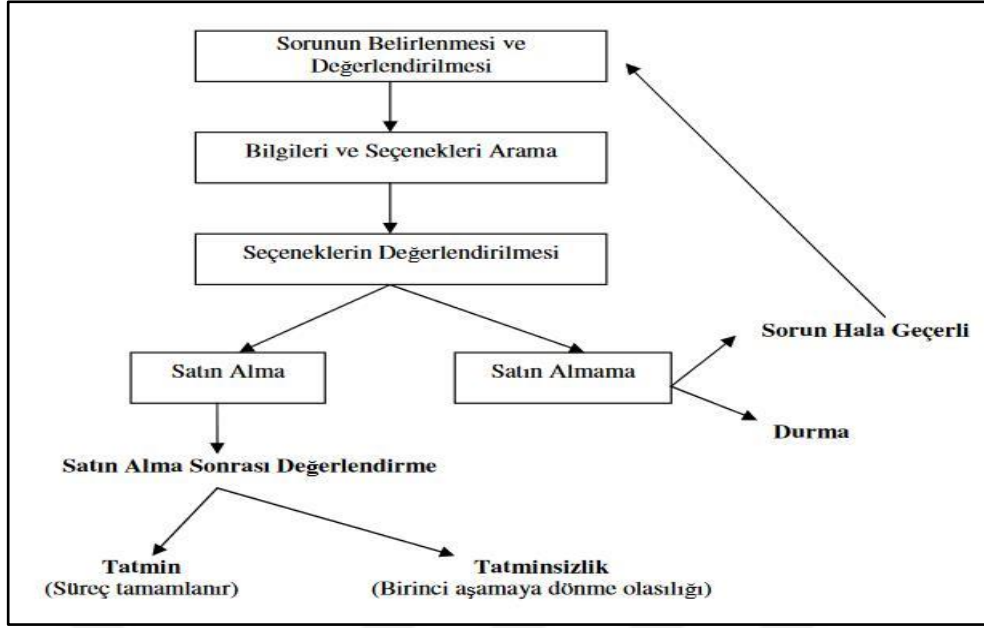 Sorunun Belirlenmesi ve
Değerlendirilmesi
Bilgileri ve Seçenekleri Arama
Seçeneklerin Değerlendirilmesi
Sorun Hala Geçerli
Satın Alma
Satın Almama
Durma
Satın Alma Sonrası Değerlendirme
Tatmin
(Süreç tamamlanır)
Tatminsizlik
(Birinci aşamaya dönme olasılığı)